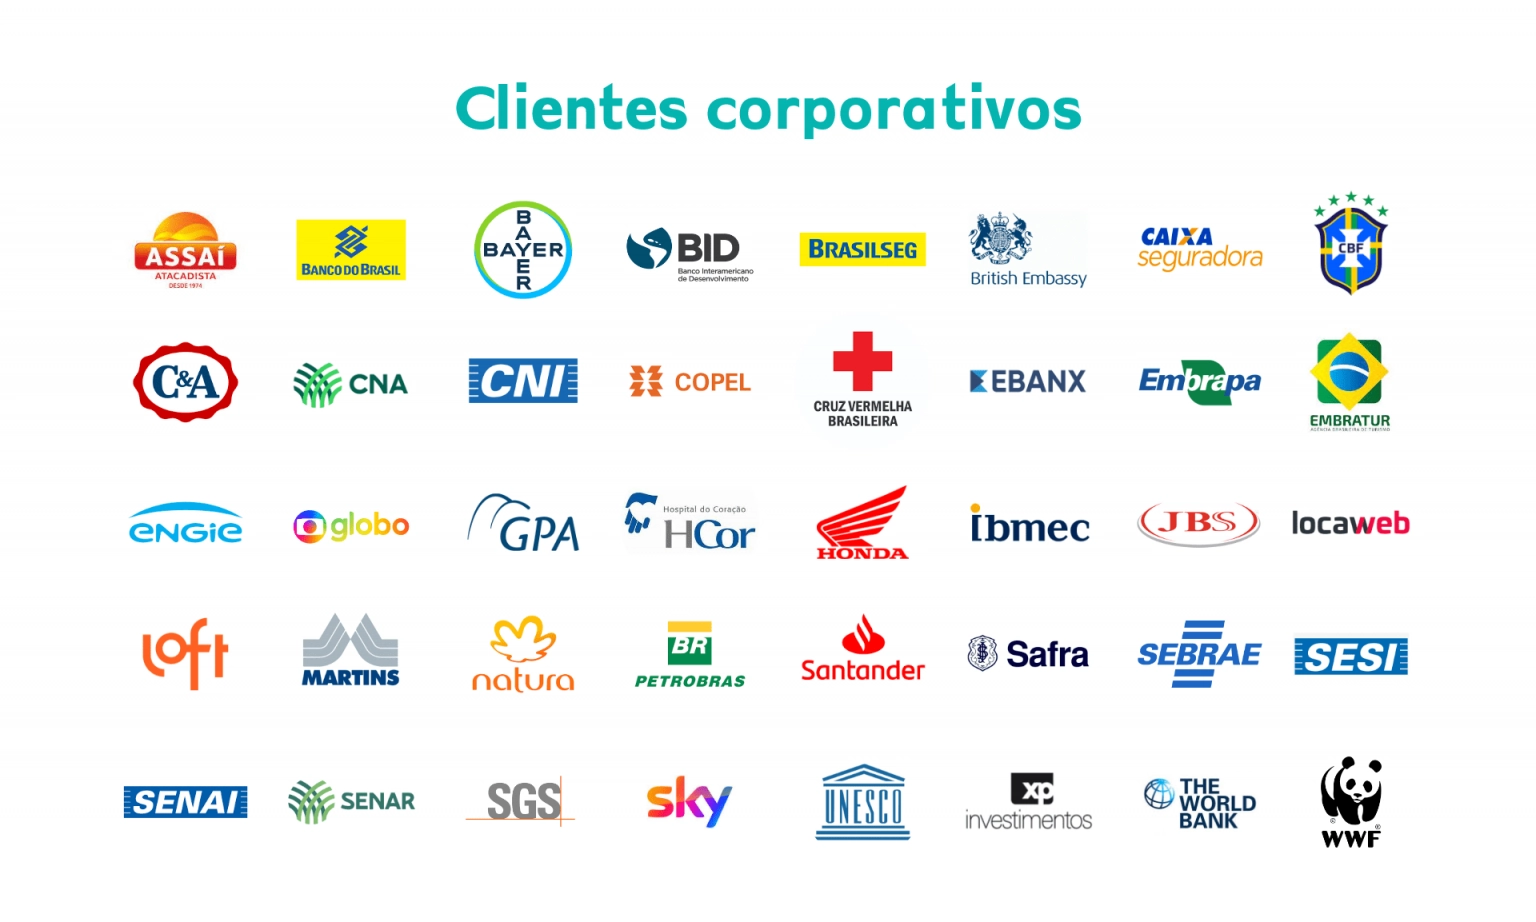 Clientes corporativos
ASSAÍ
ATACADISTA
DESDE 1974
BANCO DO BRASIL
BAYER
BAYER
BID
Banco Interamericano
de Desenvolvimento
BRASILSEG
British Embassy
CAIXA
seguradora
CBF
C&A
CNA
CNI
COPEL
CRUZ VERMELHA
BRASILEIRA
EBANX
Embrapa
EMBRATUR
AGÊNCIA BRASILEIRA DE TURISMO
ENGIE
globo
GPA
Hospital do Coração
HCor
HONDA
ibmec
JBS
locaweb
loft
MARTINS
natura
BR
PETROBRAS
Santander
Safra
SEBRAE
SESI
SENAI
SENAR
SGS
sky
UNESCO
xp
investimentos
THE
WORLD
BANK
WWF